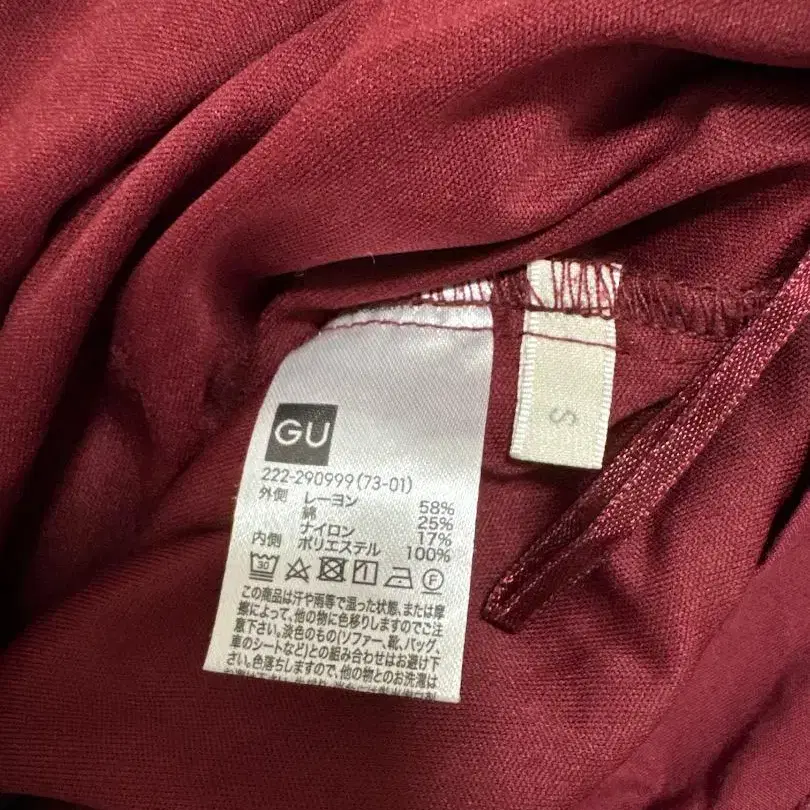 GU
222-290999(73-01)
外側 レーヨン 58%
綿 25%
ナイロン 17%
内側 ポリエステル 100%
30
F
この商品は汗や雨等で湿った状態、または摩
擦によって、他の物に色移りしますのでご注
意下さい。淡色のもの(ソファー、靴、バッグ、
車のシートなど)との組み合わせはお避け下
さい。色落ちしますので、他の物とのお洗濯は
S